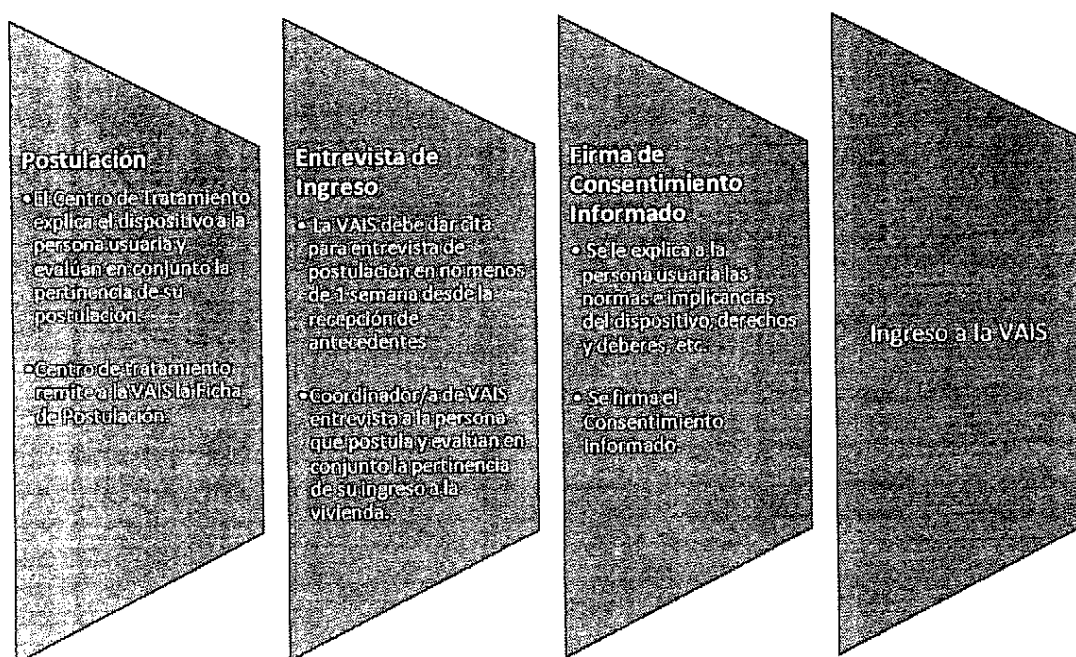 Postulación
• El Centro de Tratamiento
explica el dispositivo a la
persona usuaria y
evalúan en conjunto la
pertinencia de su
postulación.
• Centro de tratamiento
remite a la VAIS la Ficha
de Postulación.
Entrevista de
Ingreso
• La VAIS debe dar cita
para entrevista de
postulación en no menos
de 1 semana desde la
recepción de
antecedentes
• Coordinador/a de VAIS
entrevista a la persona
que postula y evalúan en
conjunto la pertinencia
de su ingreso a la
vivienda.
Firma de
Consentimiento
Informado
• Se le explica a la
persona usuaria las
normas e implicancias
del dispositivo, derechos
y deberes, etc.
• Se firma el
Consentimiento
Informado.
Ingreso a la VAIS